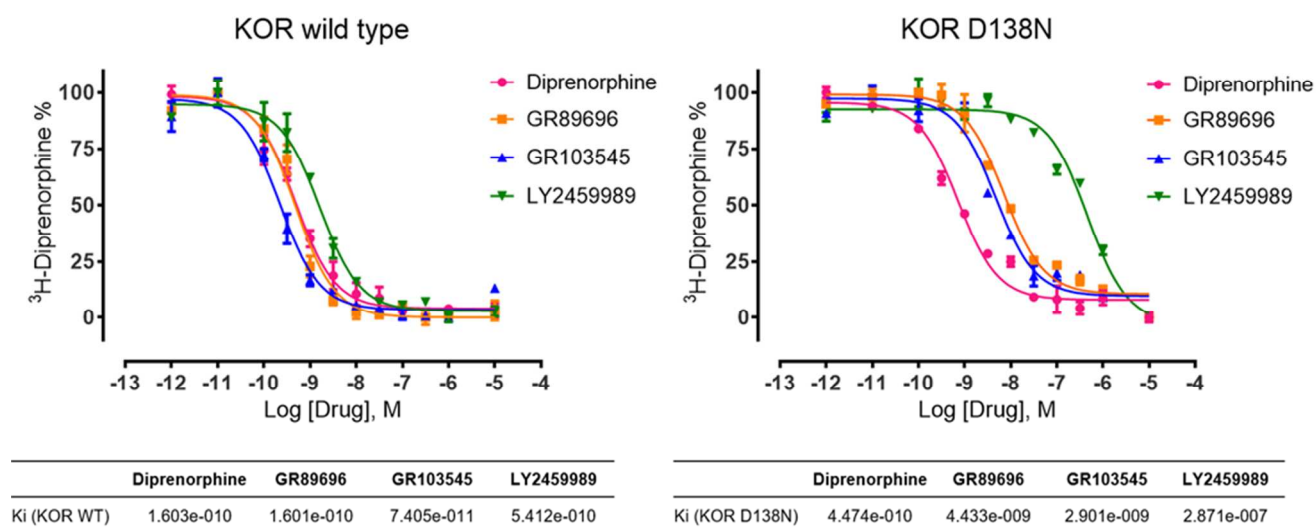 KOR wild type
³H-Diprenorphine %
100
75
50
25
0
-13 -12 -11 -10 -9 -8 -7 -6 -5 -4
Log [Drug], M
Diprenorphine
GR89696
GR103545
LY2459989
KOR D138N
³H-Diprenorphine %
100
75
50
25
0
-13 -12 -11 -10 -9 -8 -7 -6 -5 -4
Log [Drug], M
Diprenorphine
GR89696
GR103545
LY2459989
Diprenorphine GR89696 GR103545 LY2459989
Ki (KOR WT) 1.603e-010 1.601e-010 7.405e-011 5.412e-010
Diprenorphine GR89696 GR103545 LY2459989
Ki (KOR D138N) 4.474e-010 4.433e-009 2.901e-009 2.871e-007